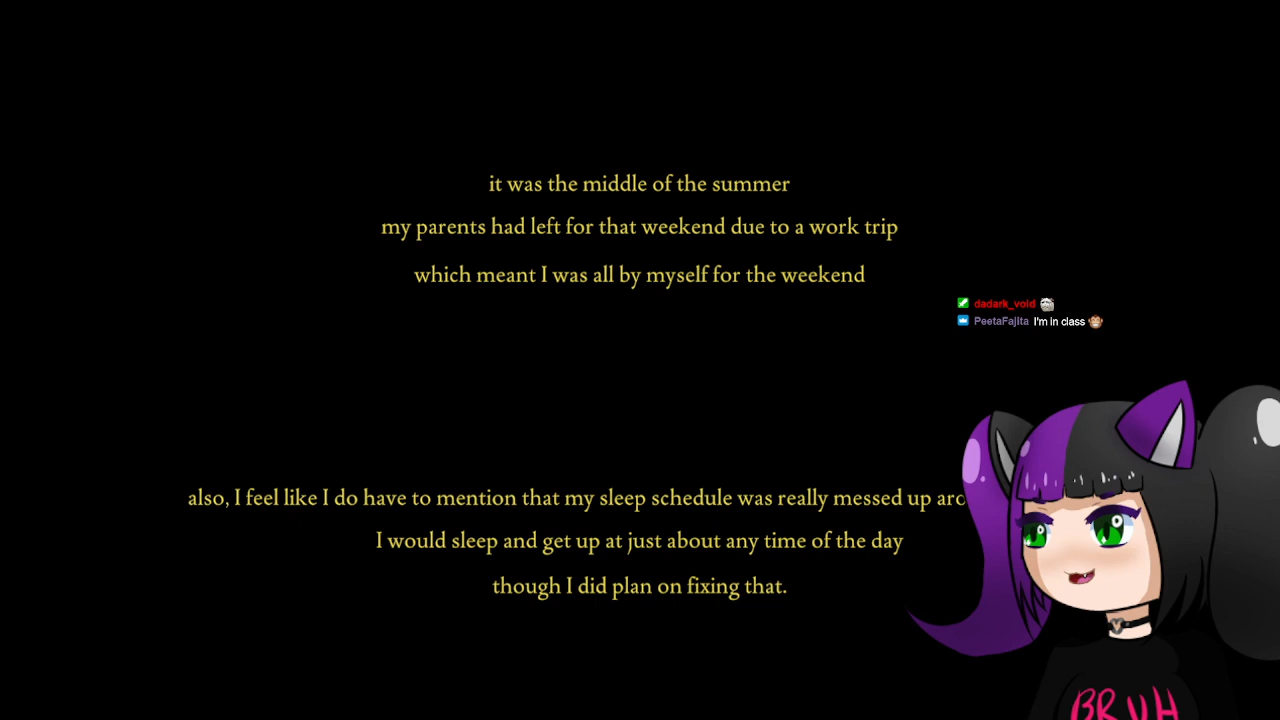 it was the middle of the summer
my parents had left for that weekend due to a work trip
which meant I was all by myself for the weekend
dadark_void
PeetaFajita I'm in class
also, I feel like I do have to mention that my sleep schedule was really messed up
I would sleep and get up at just about any time of the day
though I did plan on fixing that.
BRUH